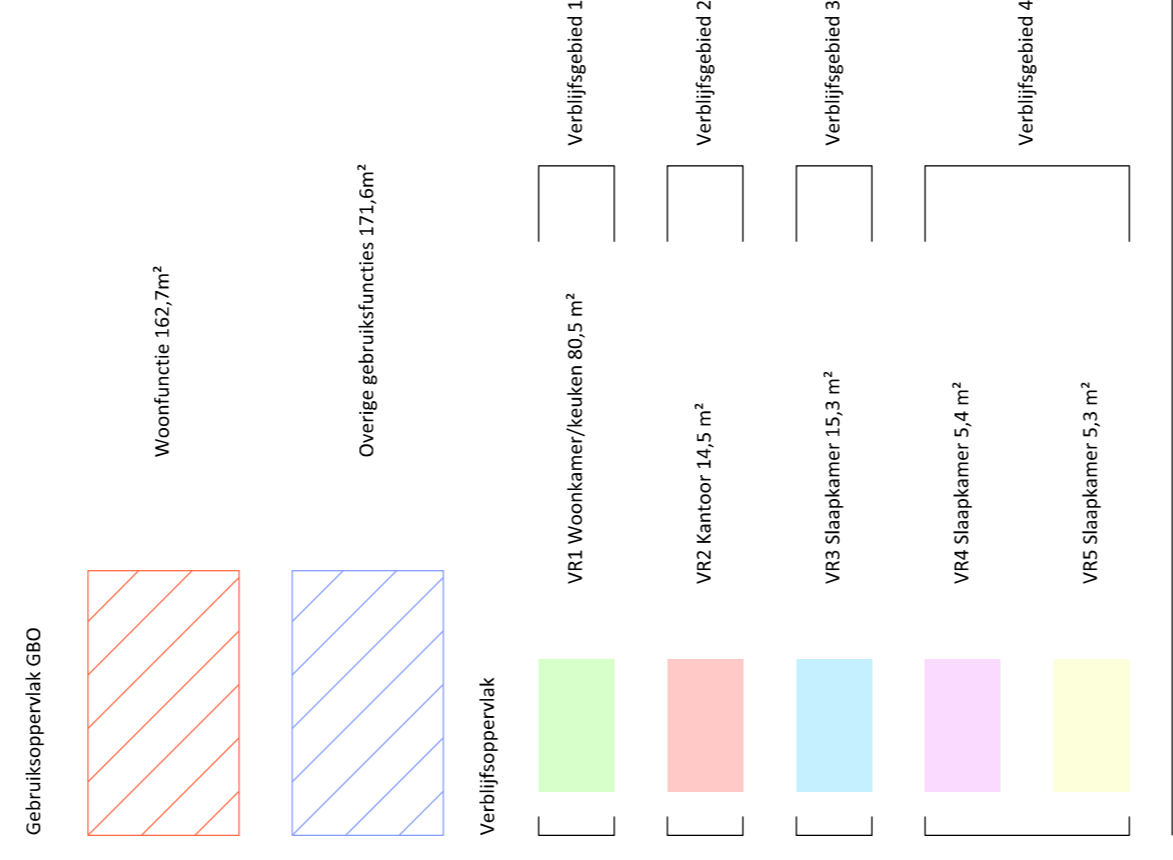 Gebruiksoppervlak GBO
Woonfunctie 162,7m²
Overige gebruiksfuncties 171,6m²
Verblijfsoppervlak
VR1 Woonkamer/keuken 80,5 m²
Verblijfsgebied 1
VR2 Kantoor 14,5 m²
Verblijfsgebied 2
VR3 Slaapkamer 15,3 m²
Verblijfsgebied 3
VR4 Slaapkamer 5,4 m²
VR5 Slaapkamer 5,3 m²
Verblijfsgebied 4